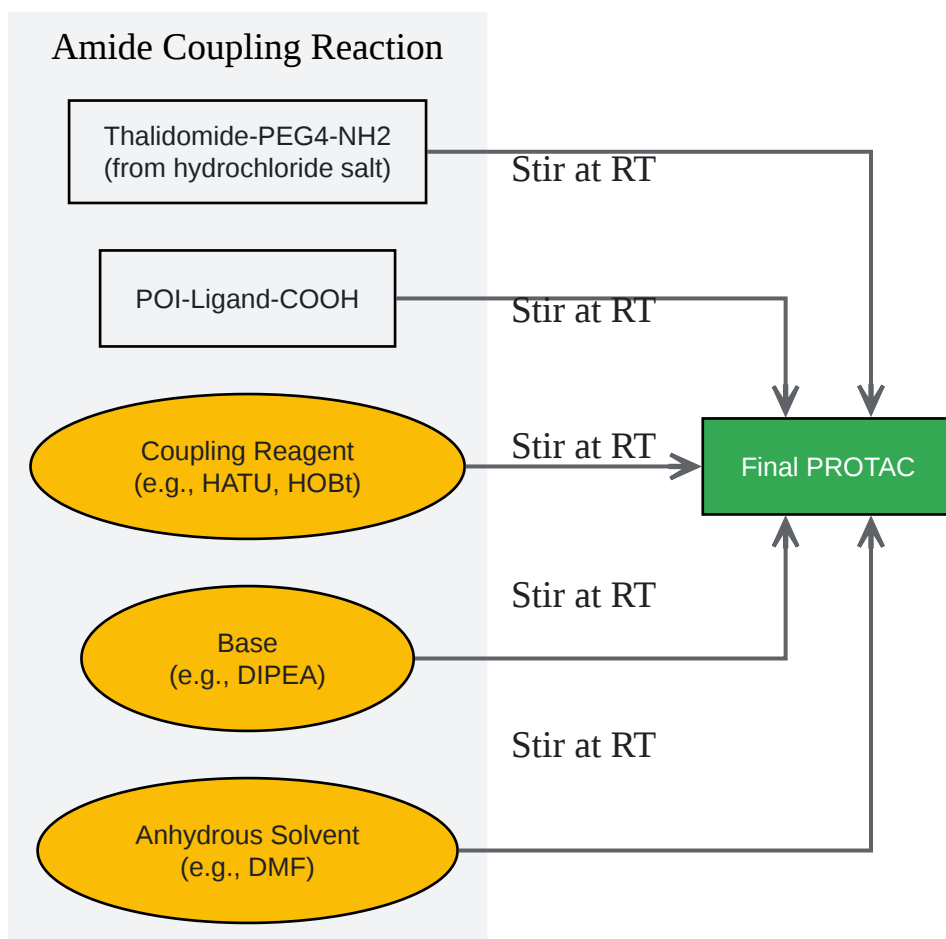 Amide Coupling Reaction
Thalidomide-PEG4-NH2
(from hydrochloride salt)
Stir at RT
POI-Ligand-COOH
Stir at RT
Coupling Reagent
(e.g., HATU, HOBt)
Stir at RT
Final PROTAC
Stir at RT
Base
(e.g., DIPEA)
Stir at RT
Anhydrous Solvent
(e.g., DMF)